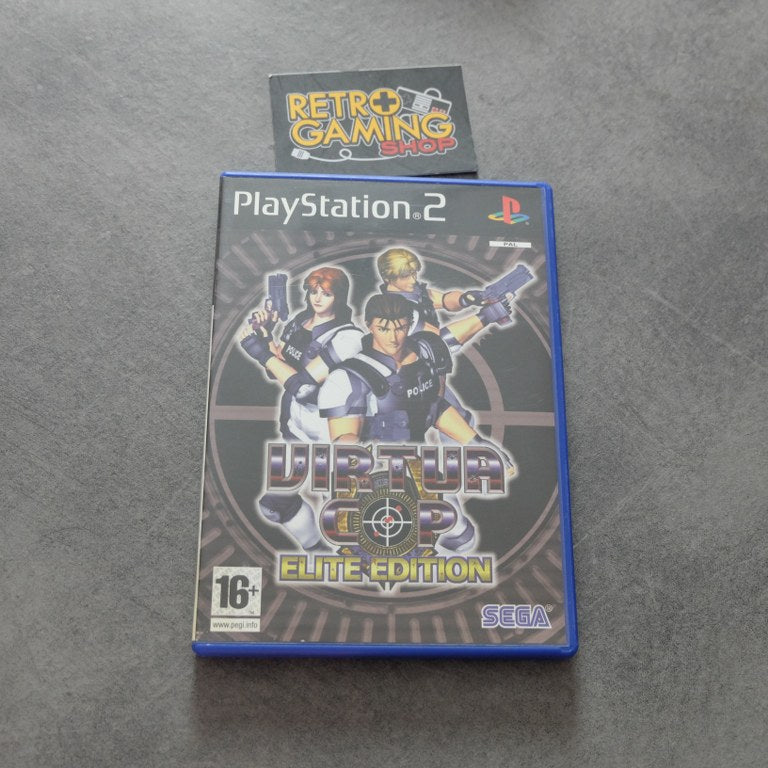 RETRO
GAMING
SHOP
PlayStation®2
PAL
POLICE
POLICE
VIRTUA
COP
ELITE EDITION
16+
www.pegi.info
SEGA®